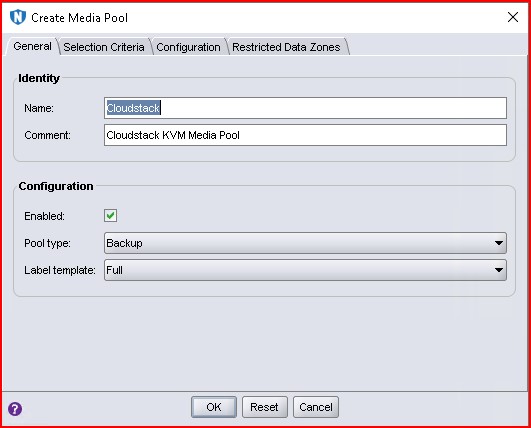 Create Media Pool
General Selection Criteria Configuration Restricted Data Zones
Identity
Name: Cloudstack
Comment: Cloudstack KVM Media Pool
Configuration
Enabled:
Pool type: Backup
Label template: Full
? OK Reset Cancel